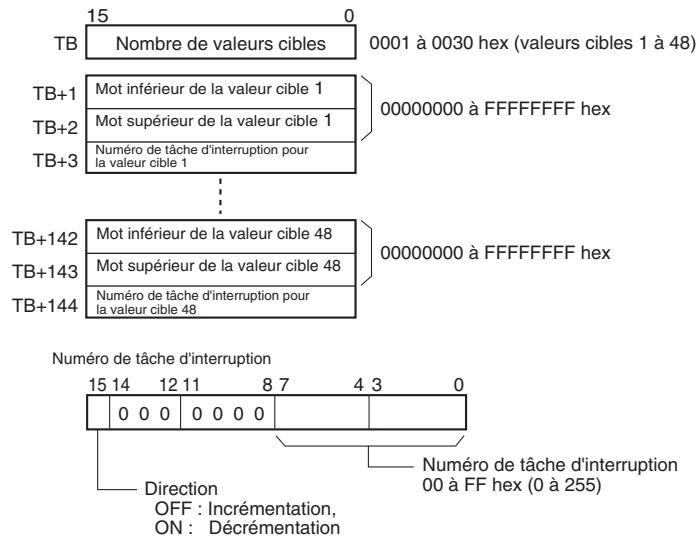 15 0
TB Nombre de valeurs cibles 0001 à 0030 hex (valeurs cibles 1 à 48)
TB+1 Mot inférieur de la valeur cible 1
00000000 à FFFFFFFF hex
TB+2 Mot supérieur de la valeur cible 1
TB+3 Numéro de tâche d'interruption pour
la valeur cible 1
TB+142 Mot inférieur de la valeur cible 48
00000000 à FFFFFFFF hex
TB+143 Mot supérieur de la valeur cible 48
TB+144 Numéro de tâche d'interruption pour
la valeur cible 48
Numéro de tâche d'interruption
15 14 12 11 8 7 4 3 0
0 0 0 0 0 0 0
Numéro de tâche d'interruption
00 à FF hex (0 à 255)
Direction
OFF : Incrémentation,
ON : Décrémentation